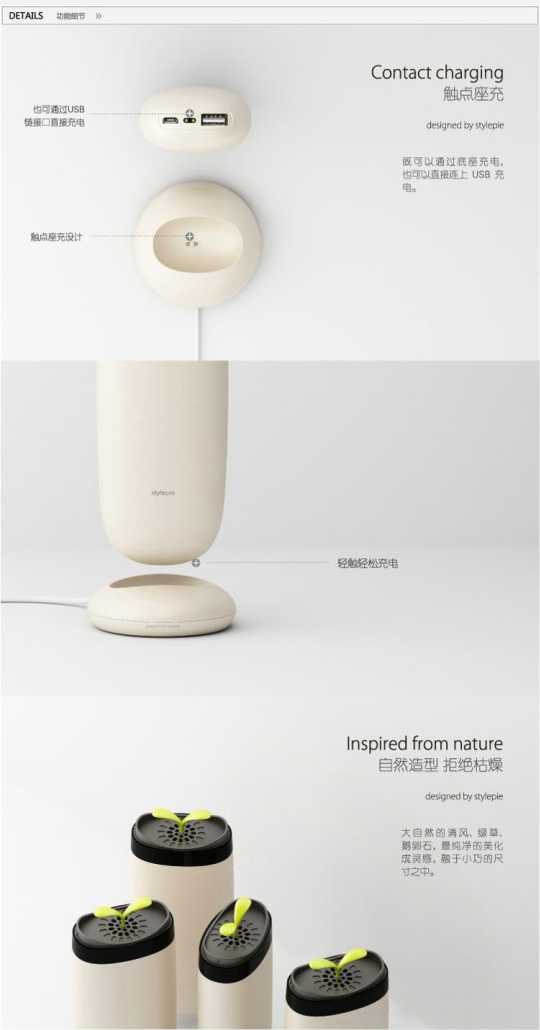 DETAILS 功能细节 »
Contact charging
触点座充
designed by stylepie
既可以通过底座充电,
也可以直接连上 USB 充
电。
也可通过USB
链接口直接充电
触点座充设计
stylepie
轻触轻松充电
Inspired from nature
自然造型 拒绝枯燥
designed by stylepie
大自然的清风、绿草、
鹅卵石,最纯净的美化
成灵感,融于小巧的尺
寸之中。